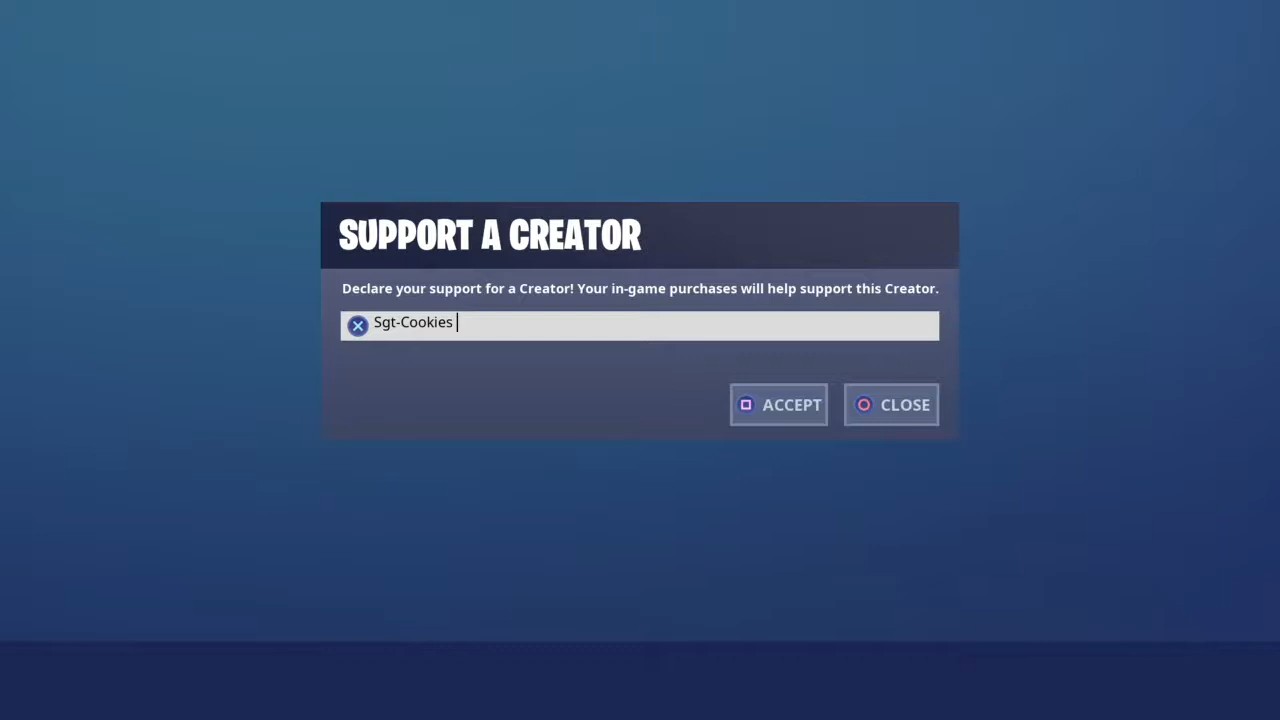 SUPPORT A CREATOR
Declare your support for a Creator! Your in-game purchases will help support this Creator.
Sgt-Cookies
ACCEPT CLOSE